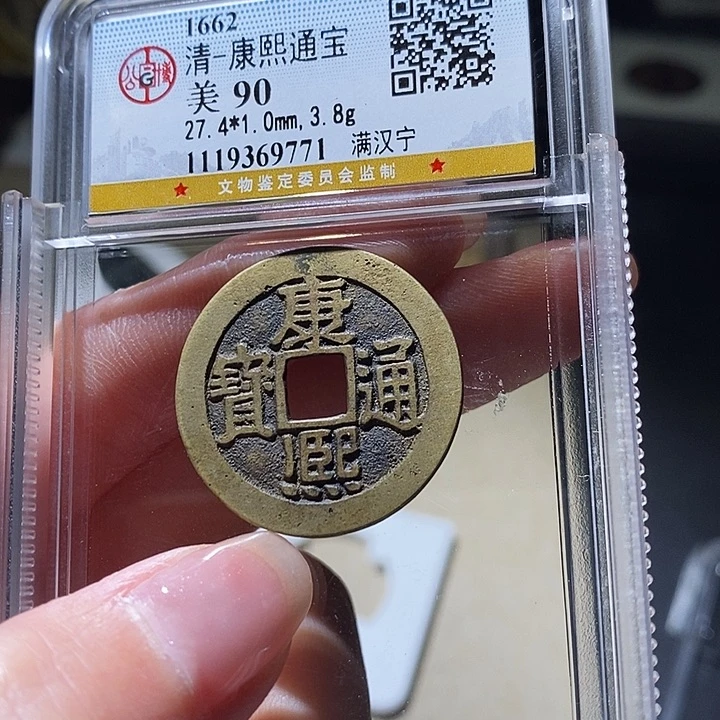 1662
清-康熙通宝
美 90
27.4*1.0mm, 3.8g
1119369771 满汉宁
★ 文物鉴定委员会监制 ★
康
寶 通
熙